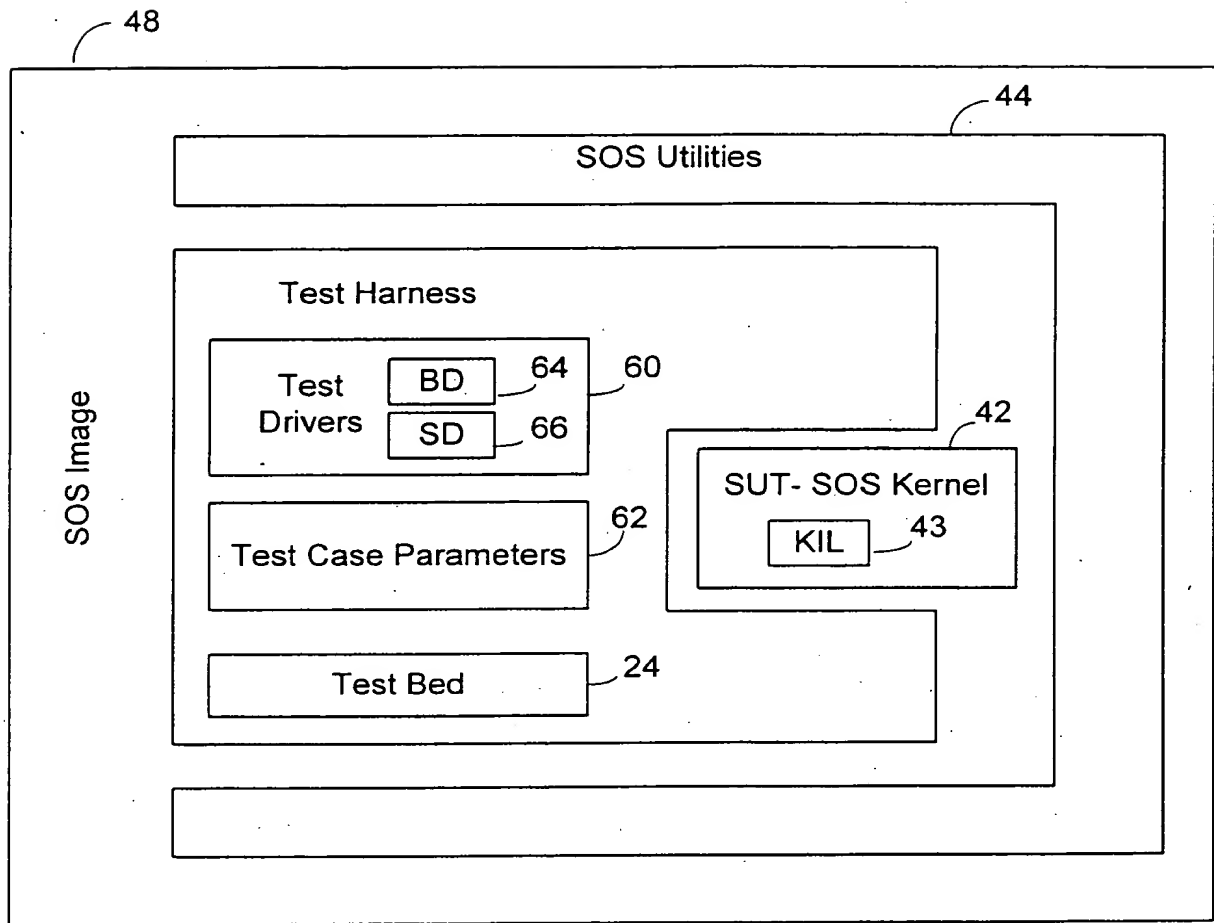 48
44
SOS Utilities
SOS Image
Test Harness
Test
Drivers
BD
64
60
SD
66
42
SUT- SOS Kernel
KIL
43
Test Case Parameters
62
Test Bed
24